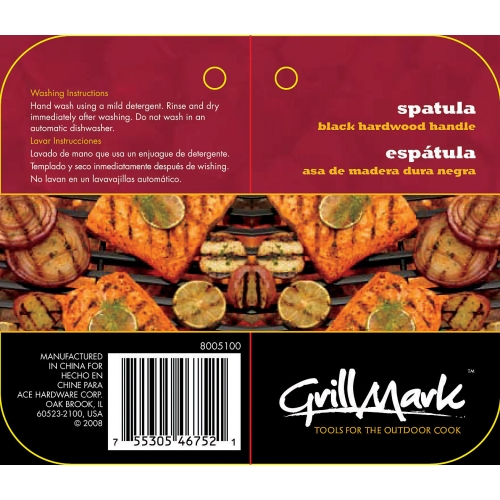 Washing Instructions
Hand wash using a mild detergent. Rinse and dry
immediately after washing. Do not wash in an
automatic dishwasher.
Lavar Instrucciones
Lavado de mano que usa un enjuague de detergente.
Templado y seco inmediatamente después de wishing.
No lavan en un lavavajillas automático.
spatula
black hardwood handle
espátula
asa de madera dura negra
8005100
MANUFACTURED
IN CHINA FOR
HECHO EN
CHINE PARA
ACE HARDWARE CORP.
OAK BROOK, IL
60523-2100, USA
© 2008
7 55305 46752 1
GrillMark™
TOOLS FOR THE OUTDOOR COOK